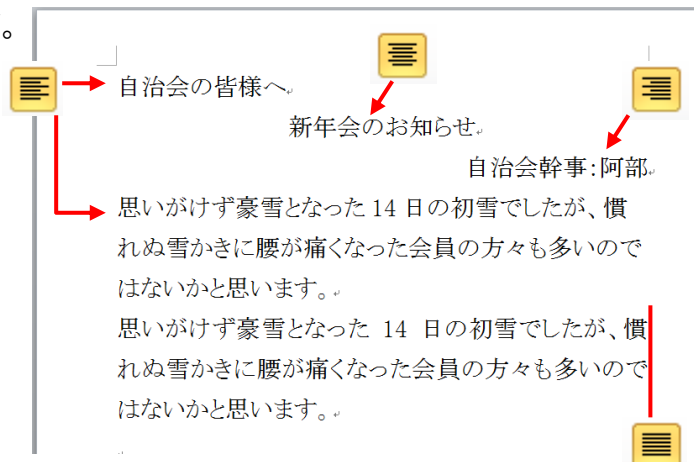 。
自治会の皆様へ
新年会のお知らせ
自治会幹事:阿部
思いがけず豪雪となった 14 日の初雪でしたが、慣
れぬ雪かきに腰が痛くなった会員の方々も多いので
はないかと思います。
思いがけず豪雪となった 14 日の初雪でしたが、慣
れぬ雪かきに腰が痛くなった会員の方々も多いので
はないかと思います。